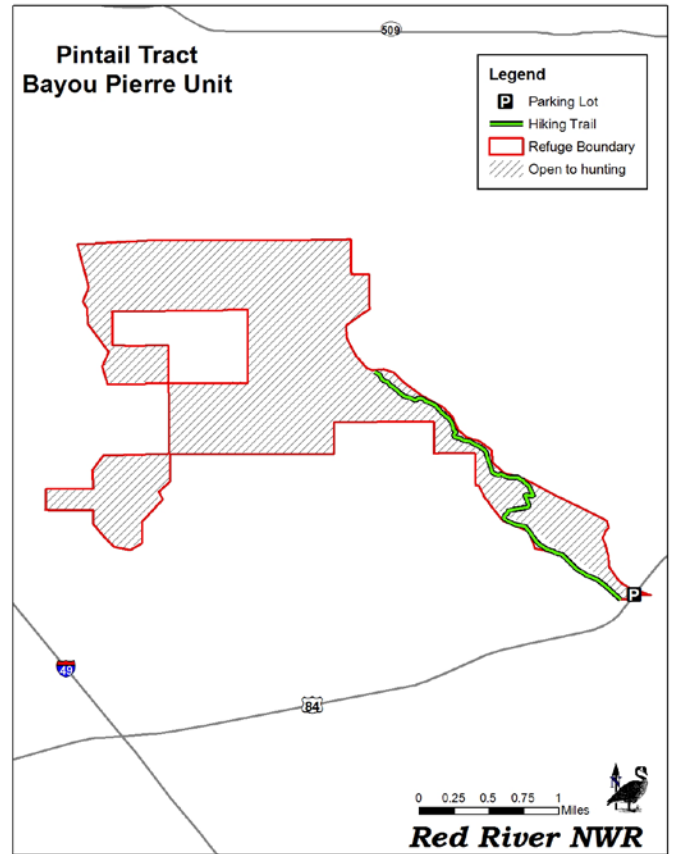 509
Pintail Tract
Bayou Pierre Unit
Legend
P Parking Lot
Hiking Trail
Refuge Boundary
Open to hunting
P
49
84
0 0.25 0.5 0.75 1
Miles
N
Red River NWR